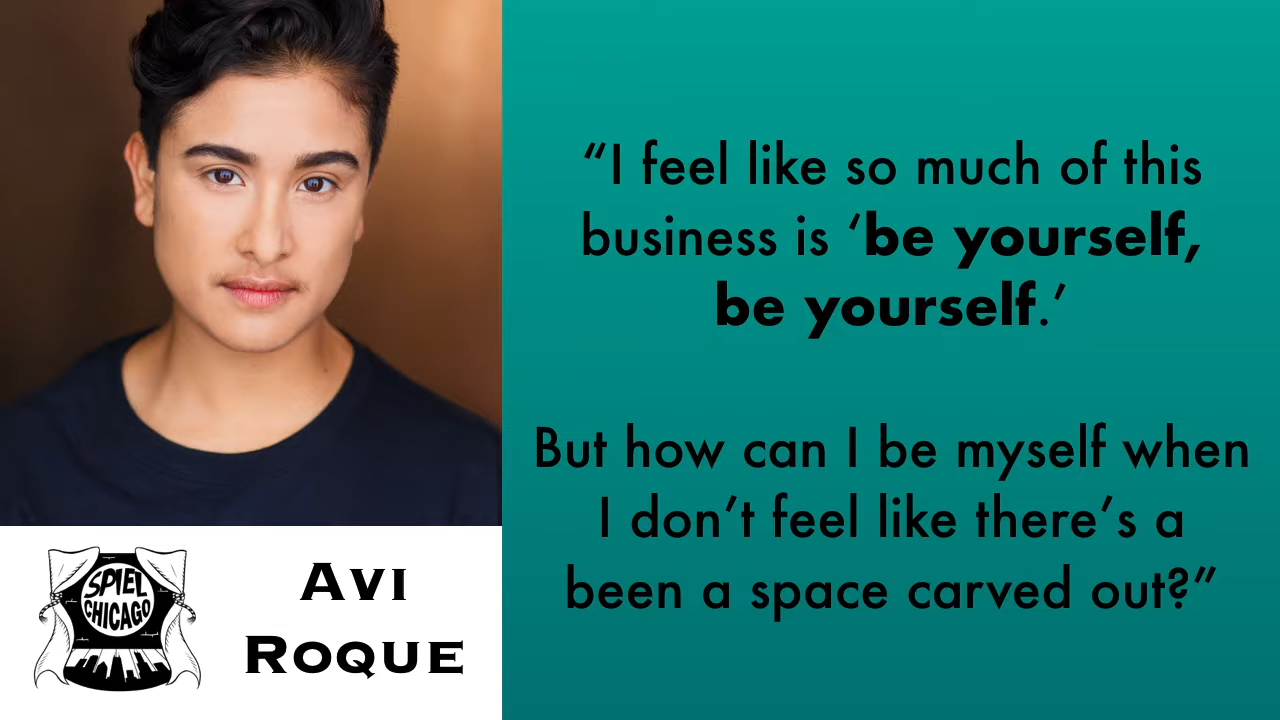 “I feel like so much of this
business is ‘be yourself,
be yourself.’
But how can I be myself when
I don’t feel like there’s a
been a space carved out?”
SPIEL
CHICAGO
AVI
ROQUE